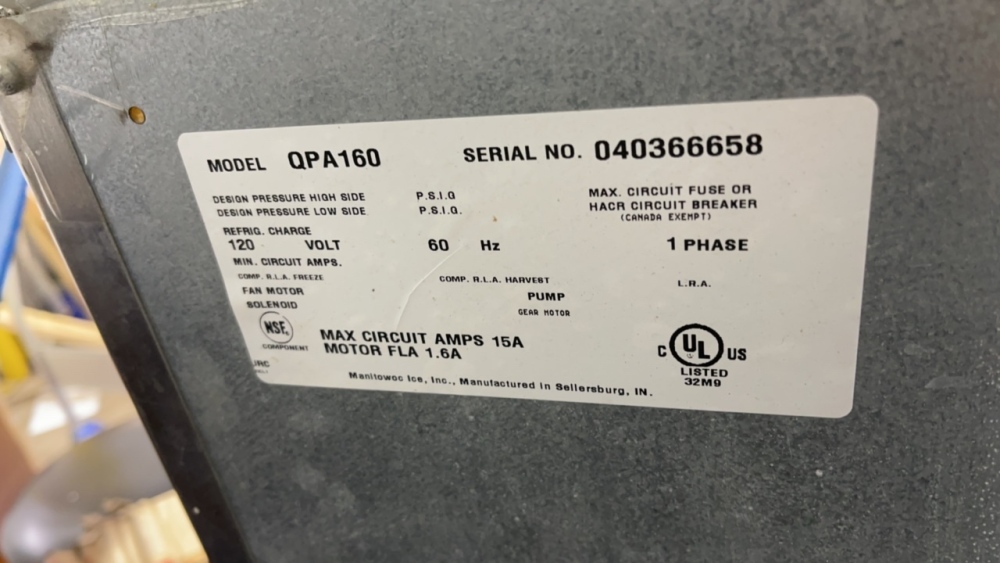 MODEL QPA160 SERIAL NO. 040366658
DESIGN PRESSURE HIGH SIDE P.S.I.G
DESIGN PRESSURE LOW SIDE P.S.I.G.
MAX. CIRCUIT FUSE OR
HACR CIRCUIT BREAKER
(CANADA EXEMPT)
REFRIG. CHARGE
120 VOLT 60 Hz 1 PHASE
MIN. CIRCUIT AMPS.
COMP. R.L.A. FREEZE COMP. R.L.A. HARVEST L.R.A.
FAN MOTOR PUMP
SOLENOID GEAR MOTOR
NSF.
COMPONENT
MAX CIRCUIT AMPS 15A
MOTOR FLA 1.6A
C UL US
LISTED
32M9
Manitowoc Ice, Inc., Manufactured in Sellersburg, IN.